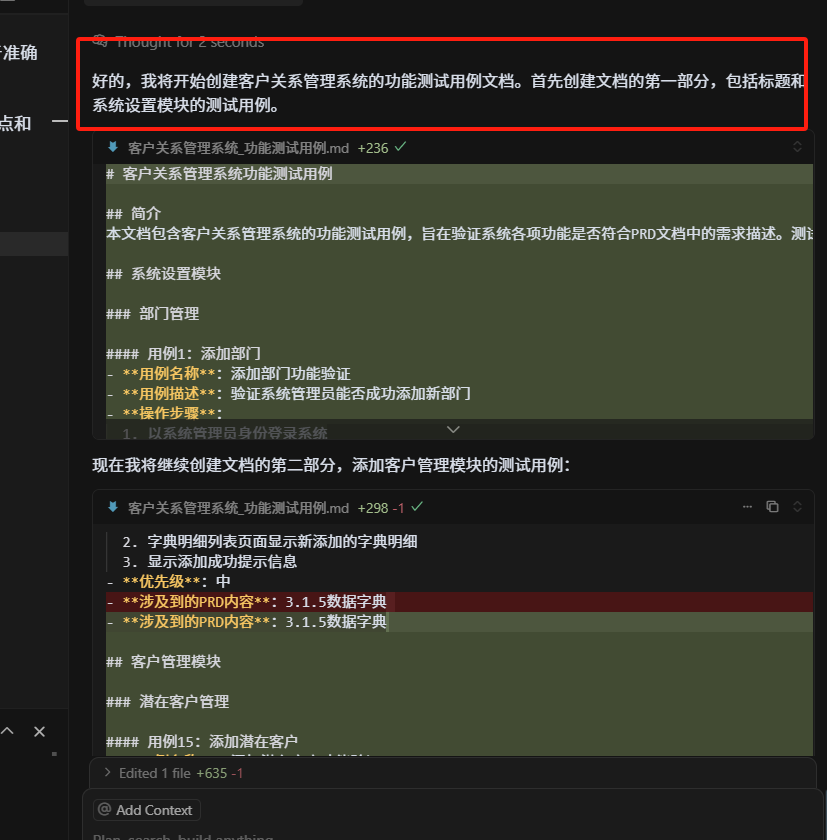 Thought for 2 seconds
准确
好的，我将开始创建客户关系管理系统的功能测试用例文档。首先创建文档的第一部分，包括标题和
系统设置模块的测试用例。
点和
客户关系管理系统_功能测试用例.md +236
# 客户关系管理系统功能测试用例
## 简介
本文档包含客户关系管理系统的功能测试用例，旨在验证系统各项功能是否符合PRD文档中的需求描述。测
## 系统设置模块
### 部门管理
#### 用例1：添加部门
- **用例名称**：添加部门功能验证
- **用例描述**：验证系统管理员能否成功添加新部门
- **操作步骤**：
1. 以系统管理员身份登录系统
现在我将继续创建文档的第二部分，添加客户管理模块的测试用例：
客户关系管理系统_功能测试用例.md +298 -1
2. 字典明细列表页面显示新添加的字典明细
3. 显示添加成功提示信息
- **优先级**：中
- **涉及到的PRD内容**：3.1.5数据字典
- **涉及到的PRD内容**：3.1.5数据字典
## 客户管理模块
### 潜在客户管理
#### 用例15：添加潜在客户
Edited 1 file +635 -1
@ Add Context
Plan, search, build anything